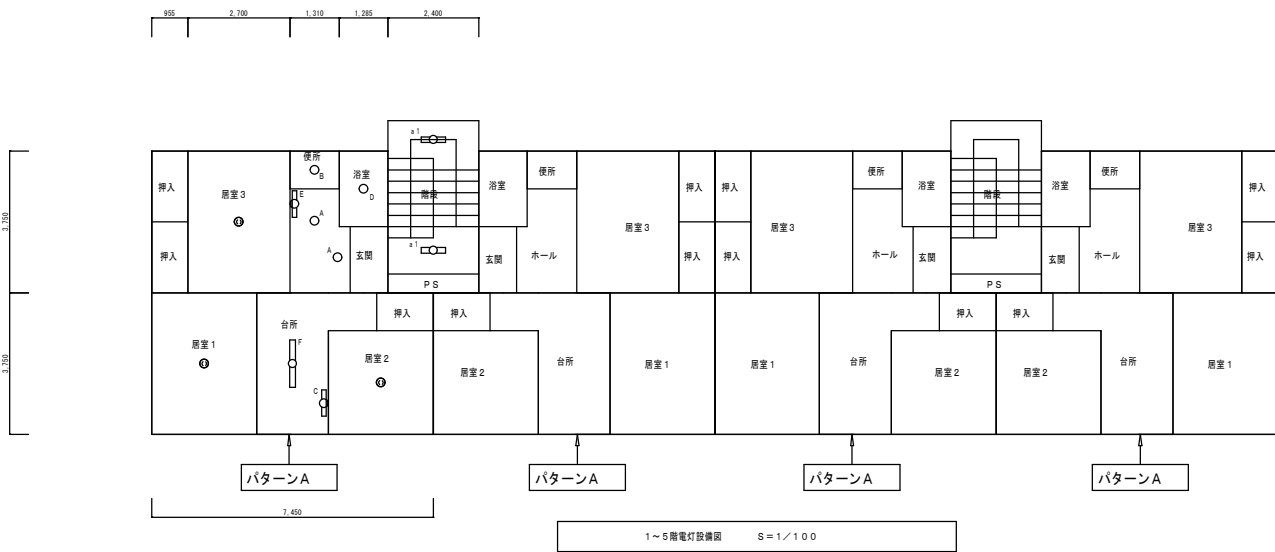 955 2,700 1,310 1,285 2,400
a1
便所 便所 便所 便所
B
押入 居室3 浴室 階段 浴室 押入 押入 浴室 階段 浴室 押入
E D
A 居室3 居室3 居室3
3,750
A a1
押入 玄関 玄関 ホール 押入 押入 ホール 玄関 玄関 ホール 押入
PS PS
押入 押入 押入 押入
台所
居室1 F 居室2 居室2 台所 居室1 居室1 台所 居室2 居室2 台所 居室1
3,750
C
パターンA パターンA パターンA パターンA
7,450
1~5階電灯設備図 S=1/100